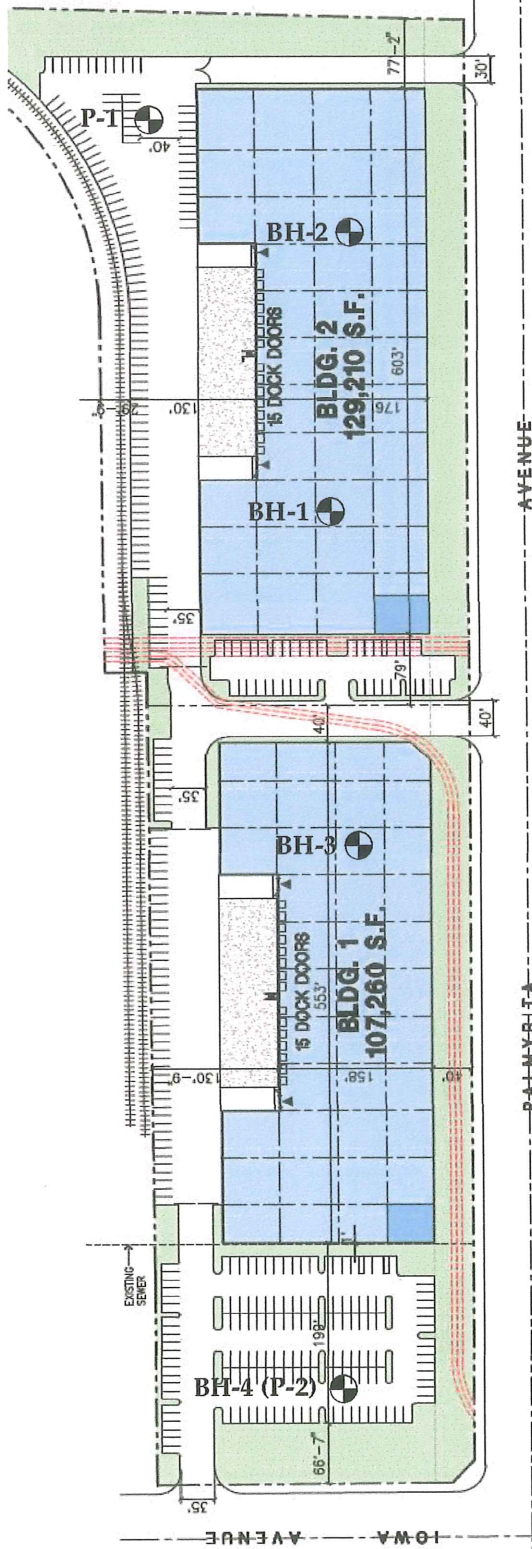 77'-2"
30'
P-1
40'
BH-2
15 DOCK DOORS
BLDG. 2
129,210 S.F.
603'
176'
130'
BH-1
35'
79'
40'
40'
AVENUE
35'
BH-3
15 DOCK DOORS
553'
BLDG. 1
107,260 S.F.
130'-9"
158'
40'
EXISTING
SEWER
199'
BH-4 (P-2)
66'-7"
35'
IOWA AVENUE